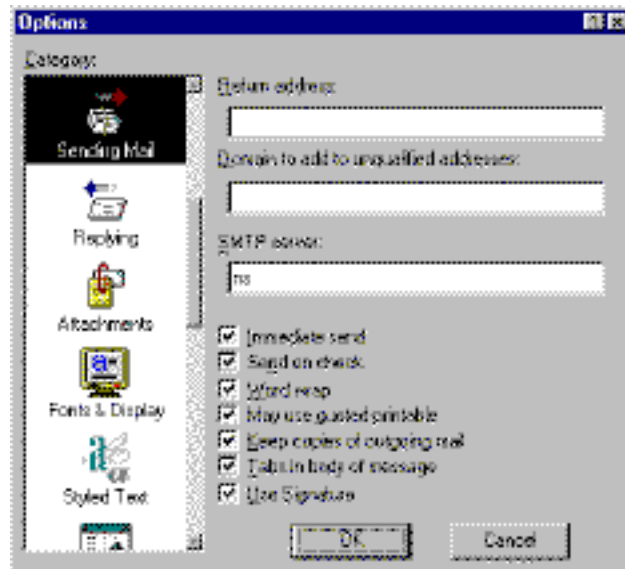 Options
Category:
Sending Mail
Replying
Attachments
Fonts & Display
Styled Text
Return address:
Domain to add to unqualified addresses:
SMTP server:
ns
Immediate send
Send on check
Word wrap
May use quoted printable
Keep copies of outgoing mail
Tabs in body of message
Use Signature
OK
Cancel